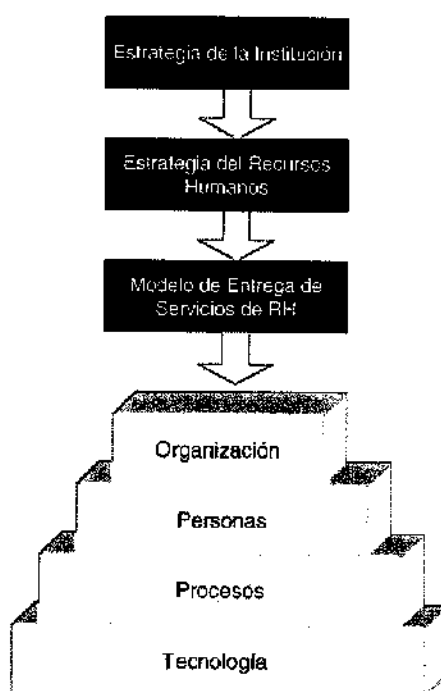 Estrategia de la Institución
Estrategia del Recursos
Humanos
Modelo de Entrega de
Servicios de RH
Organización
Personas
Procesos
Tecnología